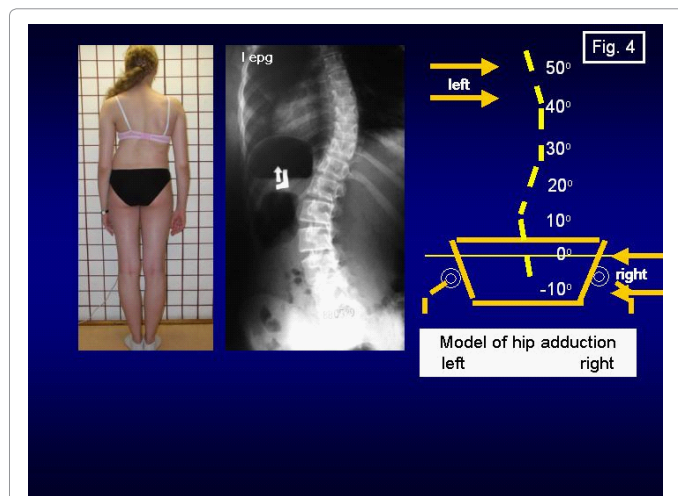 Fig. 4
I epg
left
50°
40°
30°
20°
10°
0°
right
-10°
Model of hip adduction
left right